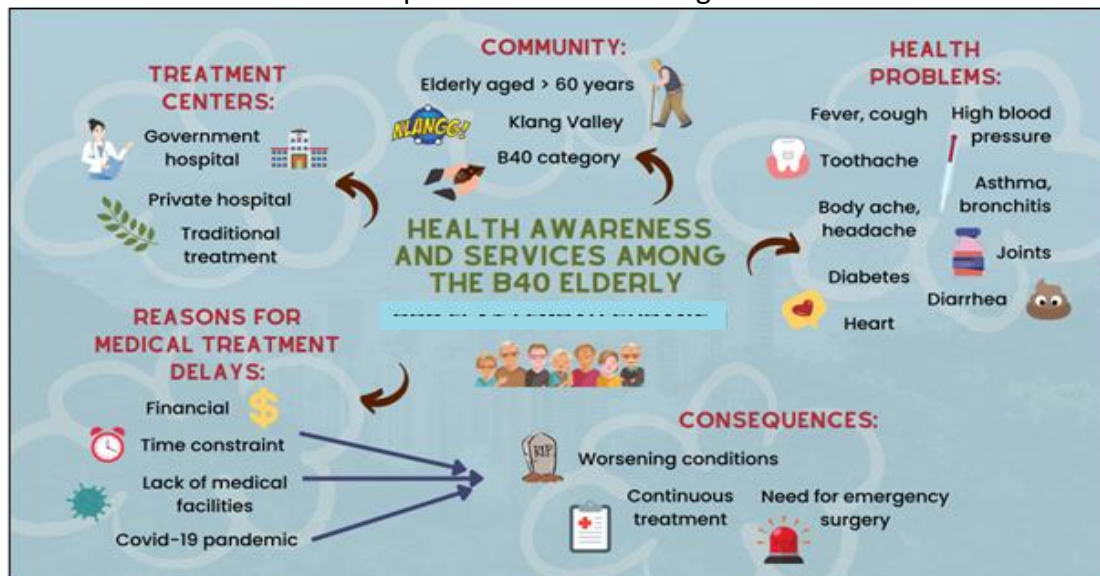 TREATMENT
CENTERS:
Government
hospital
Private hospital
Traditional
treatment
COMMUNITY:
Elderly aged > 60 years
KLANGG!
Klang Valley
B40 category
HEALTH
PROBLEMS:
Fever, cough
High blood
pressure
Toothache
Asthma,
bronchitis
Body ache,
headache
Joints
Diabetes
Diarrhea
Heart
HEALTH AWARENESS
AND SERVICES AMONG
THE B40 ELDERLY
REASONS FOR
MEDICAL TREATMENT
DELAYS:
Financial
$
Time constraint
Lack of medical
facilities
Covid-19 pandemic
CONSEQUENCES:
RIP
Worsening conditions
Continuous
treatment
Need for emergency
surgery